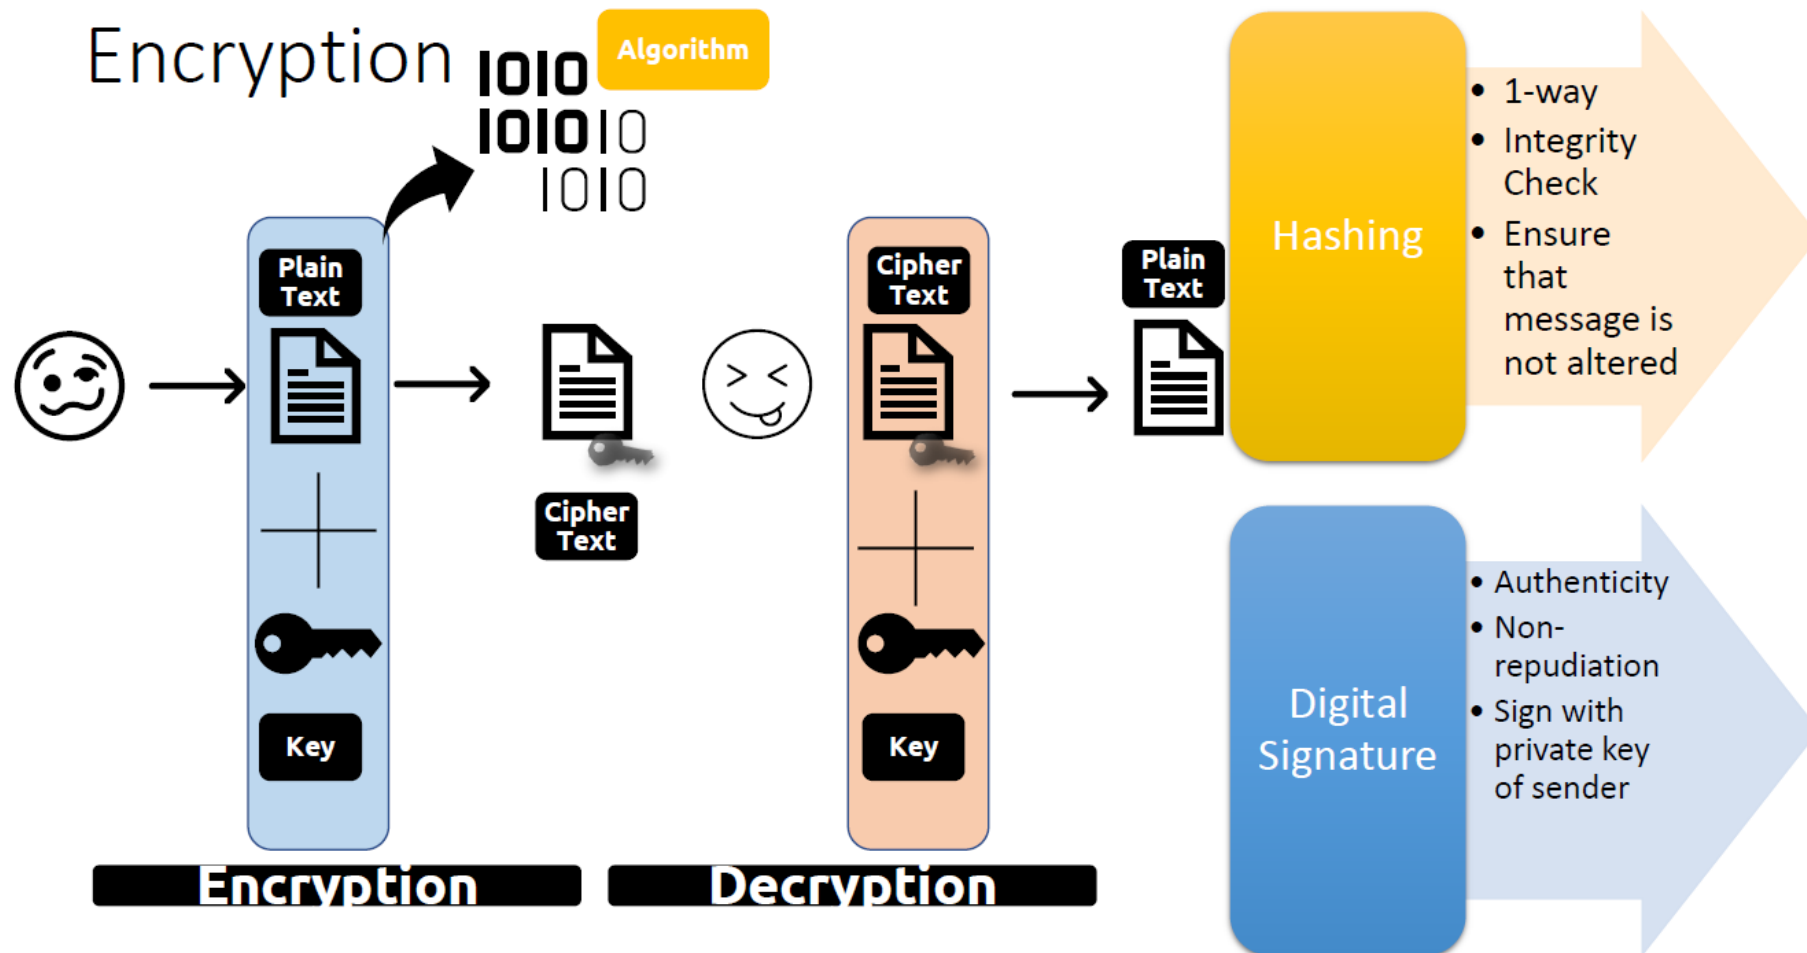 Encryption
Algorithm
1010
101010
1010
Plain
Text
Key
Cipher
Text
Encryption
Cipher
Text
Key
Plain
Text
Decryption
Hashing
• 1-way
• Integrity
Check
• Ensure
that
message is
not altered
Digital
Signature
• Authenticity
• Non-
repudiation
• Sign with
private key
of sender